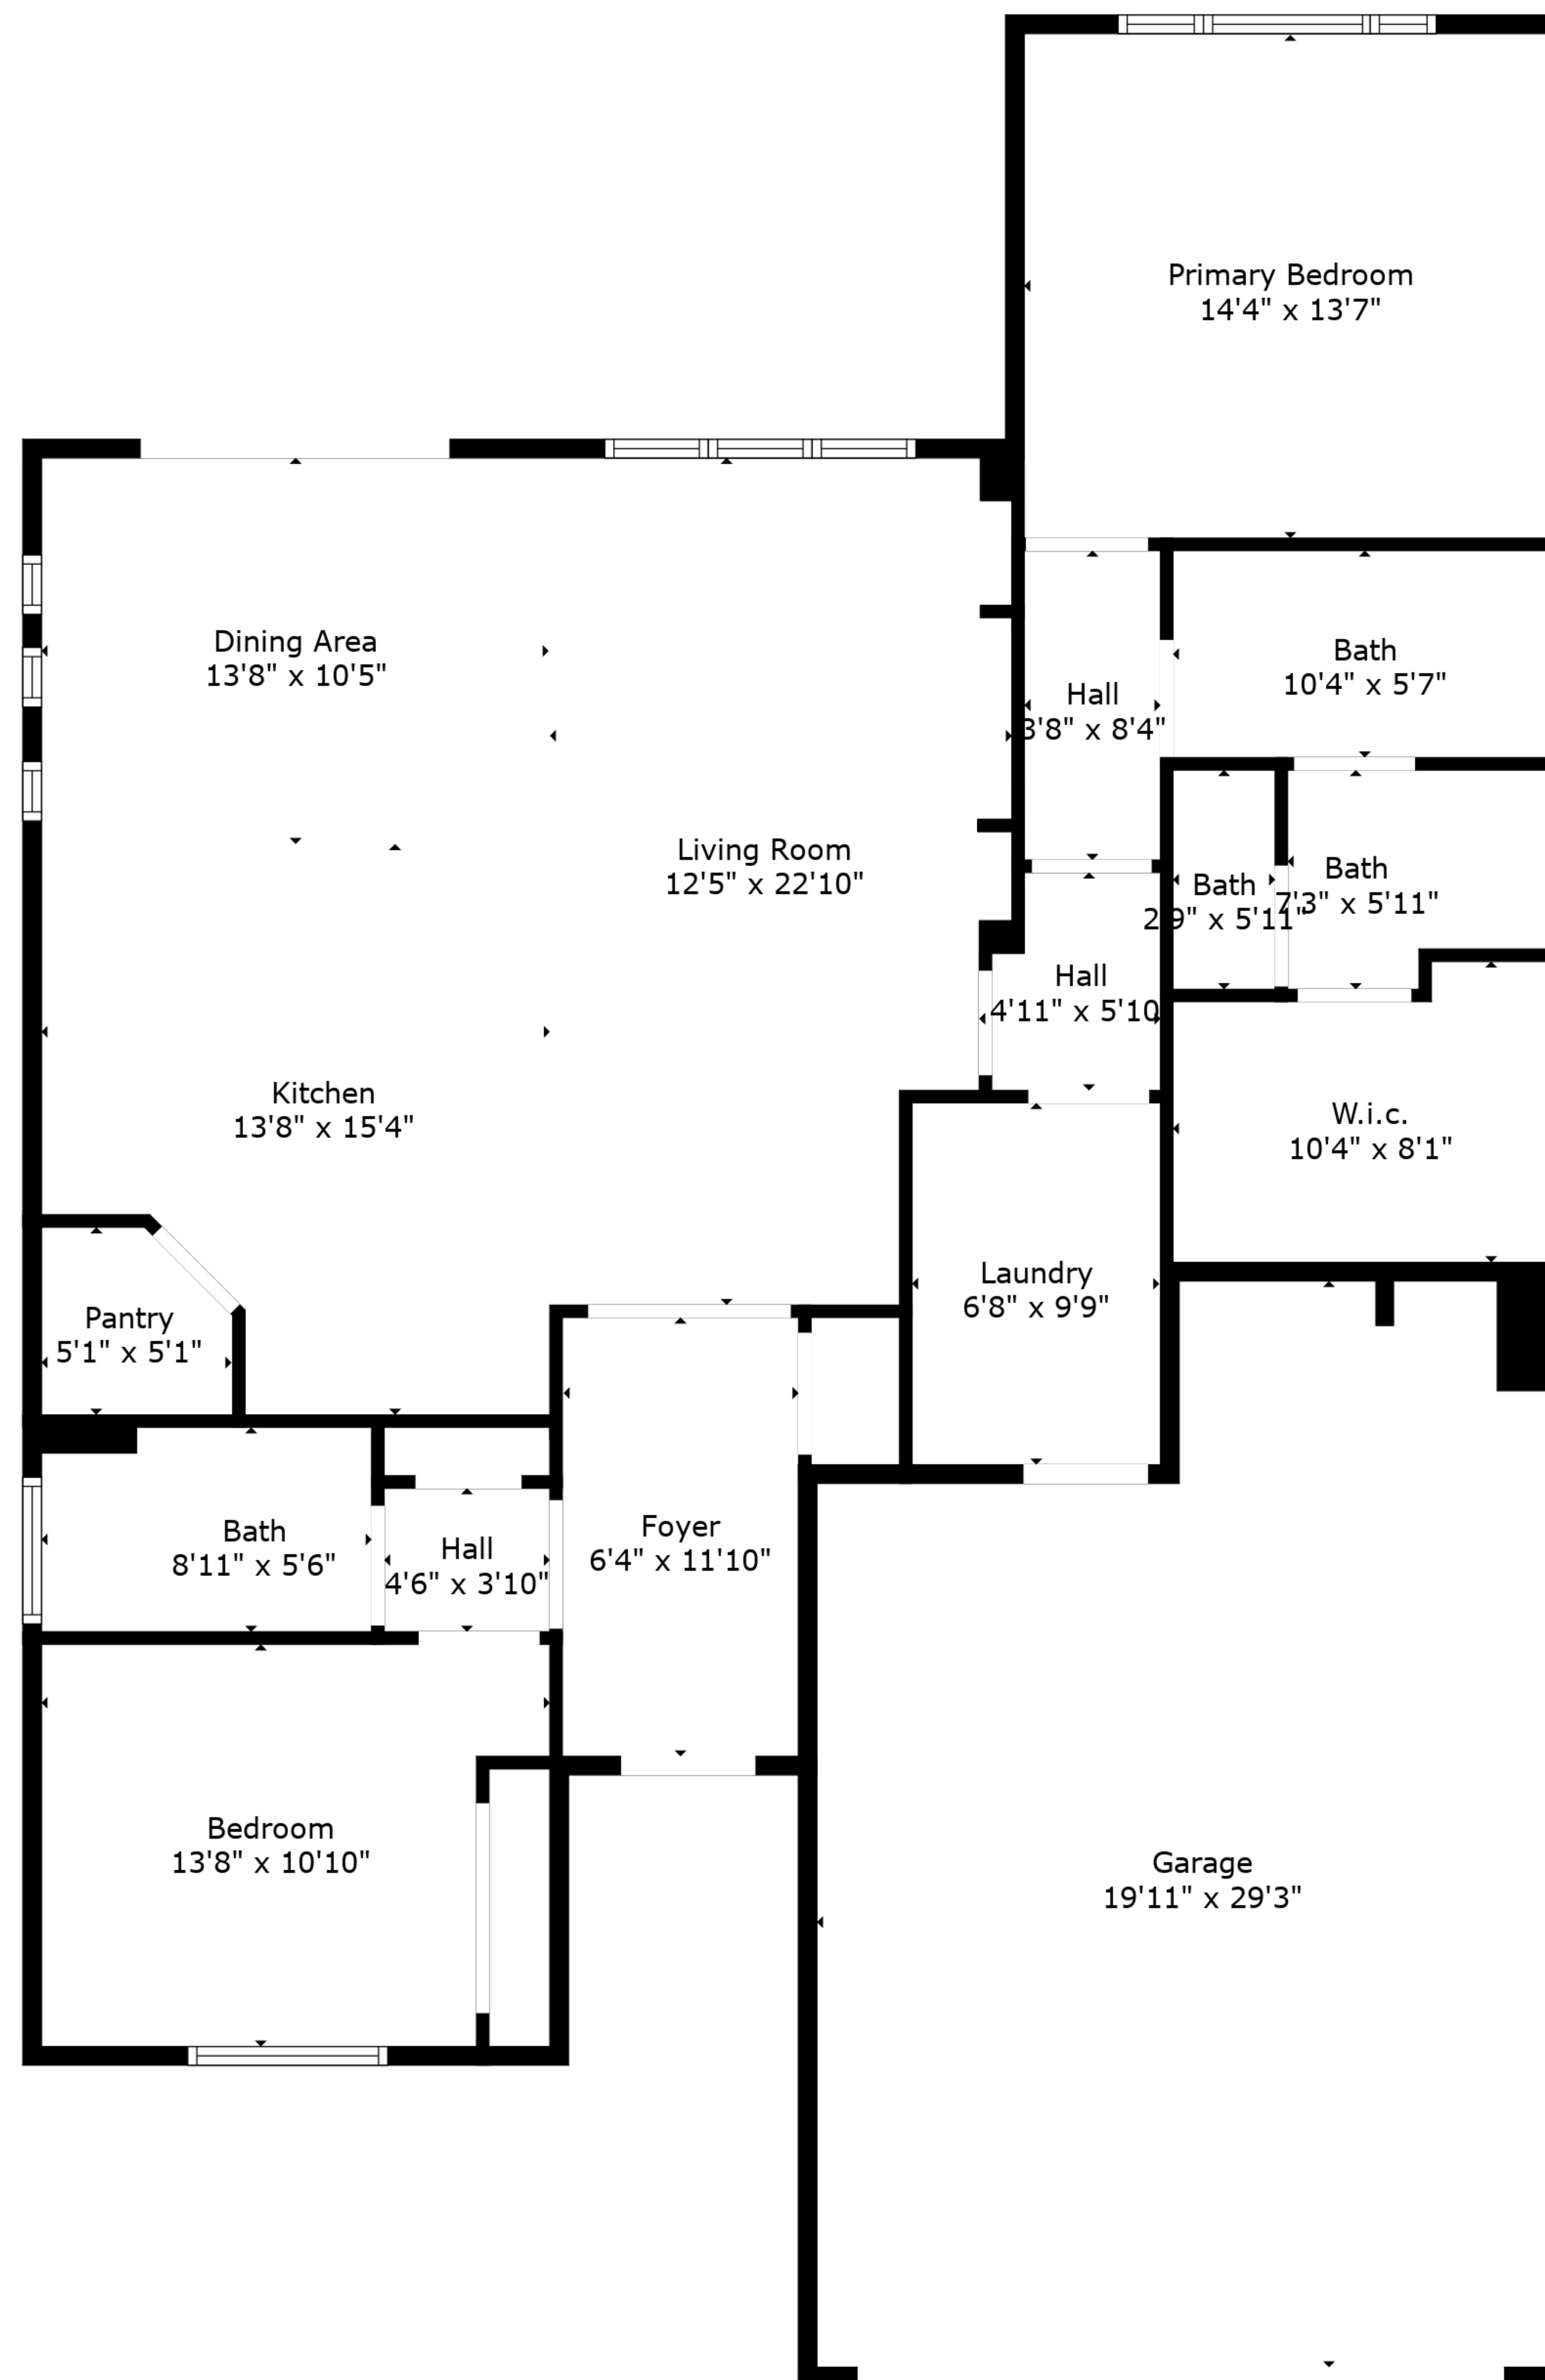 Primary Bedroom
14'4" x 13'7"
Dining Area
13'8" x 10'5"
Bath
10'4" x 5'7"
Hall
3'8" x 8'4"
Living Room
12'5" x 22'10"
Bath
7'3" x 5'11"
Bath
2'9" x 5'11"
Hall
4'11" x 5'10
Kitchen
13'8" x 15'4"
W.i.c.
10'4" x 8'1"
Laundry
6'8" x 9'9"
Pantry
5'1" x 5'1"
Foyer
6'4" x 11'10"
Bath
8'11" x 5'6"
Hall
4'6" x 3'10"
Bedroom
13'8" x 10'10"
Garage
19'11" x 29'3"